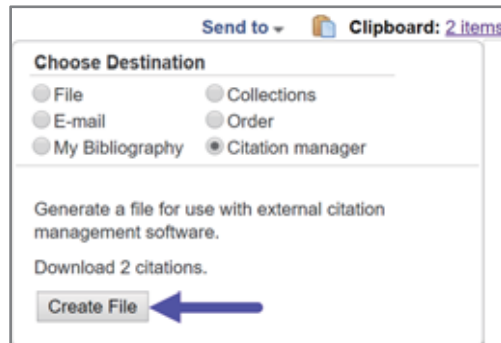 Send to Clipboard: 2 items
Choose Destination
File Collections
E-mail Order
My Bibliography Citation manager
Generate a file for use with external citation
management software.
Download 2 citations.
Create File